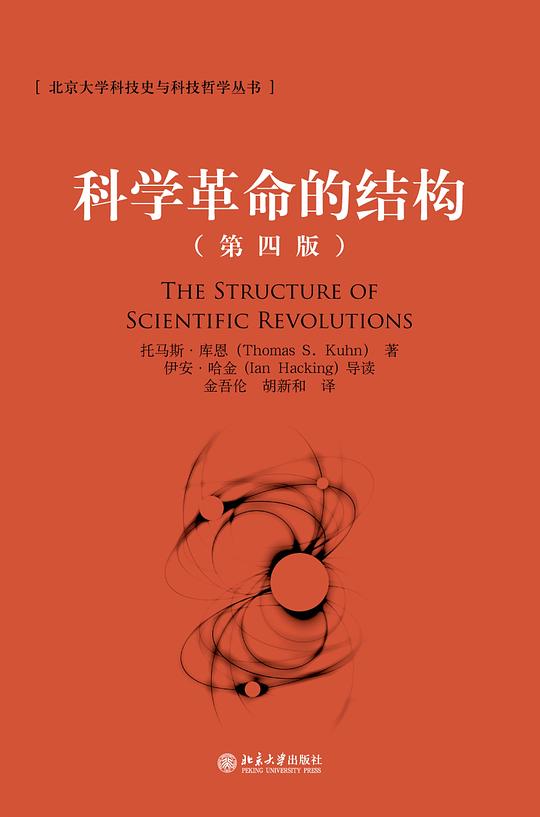 [ 北京大学科技史与科技哲学丛书 ]
科学革命的结构
（第四版）
THE STRUCTURE OF
SCIENTIFIC REVOLUTIONS
托马斯·库恩（Thomas S. Kuhn） 著
伊安·哈金（Ian Hacking）导读
金吾伦 胡新和 译
北京大学出版社
PEKING UNIVERSITY PRESS